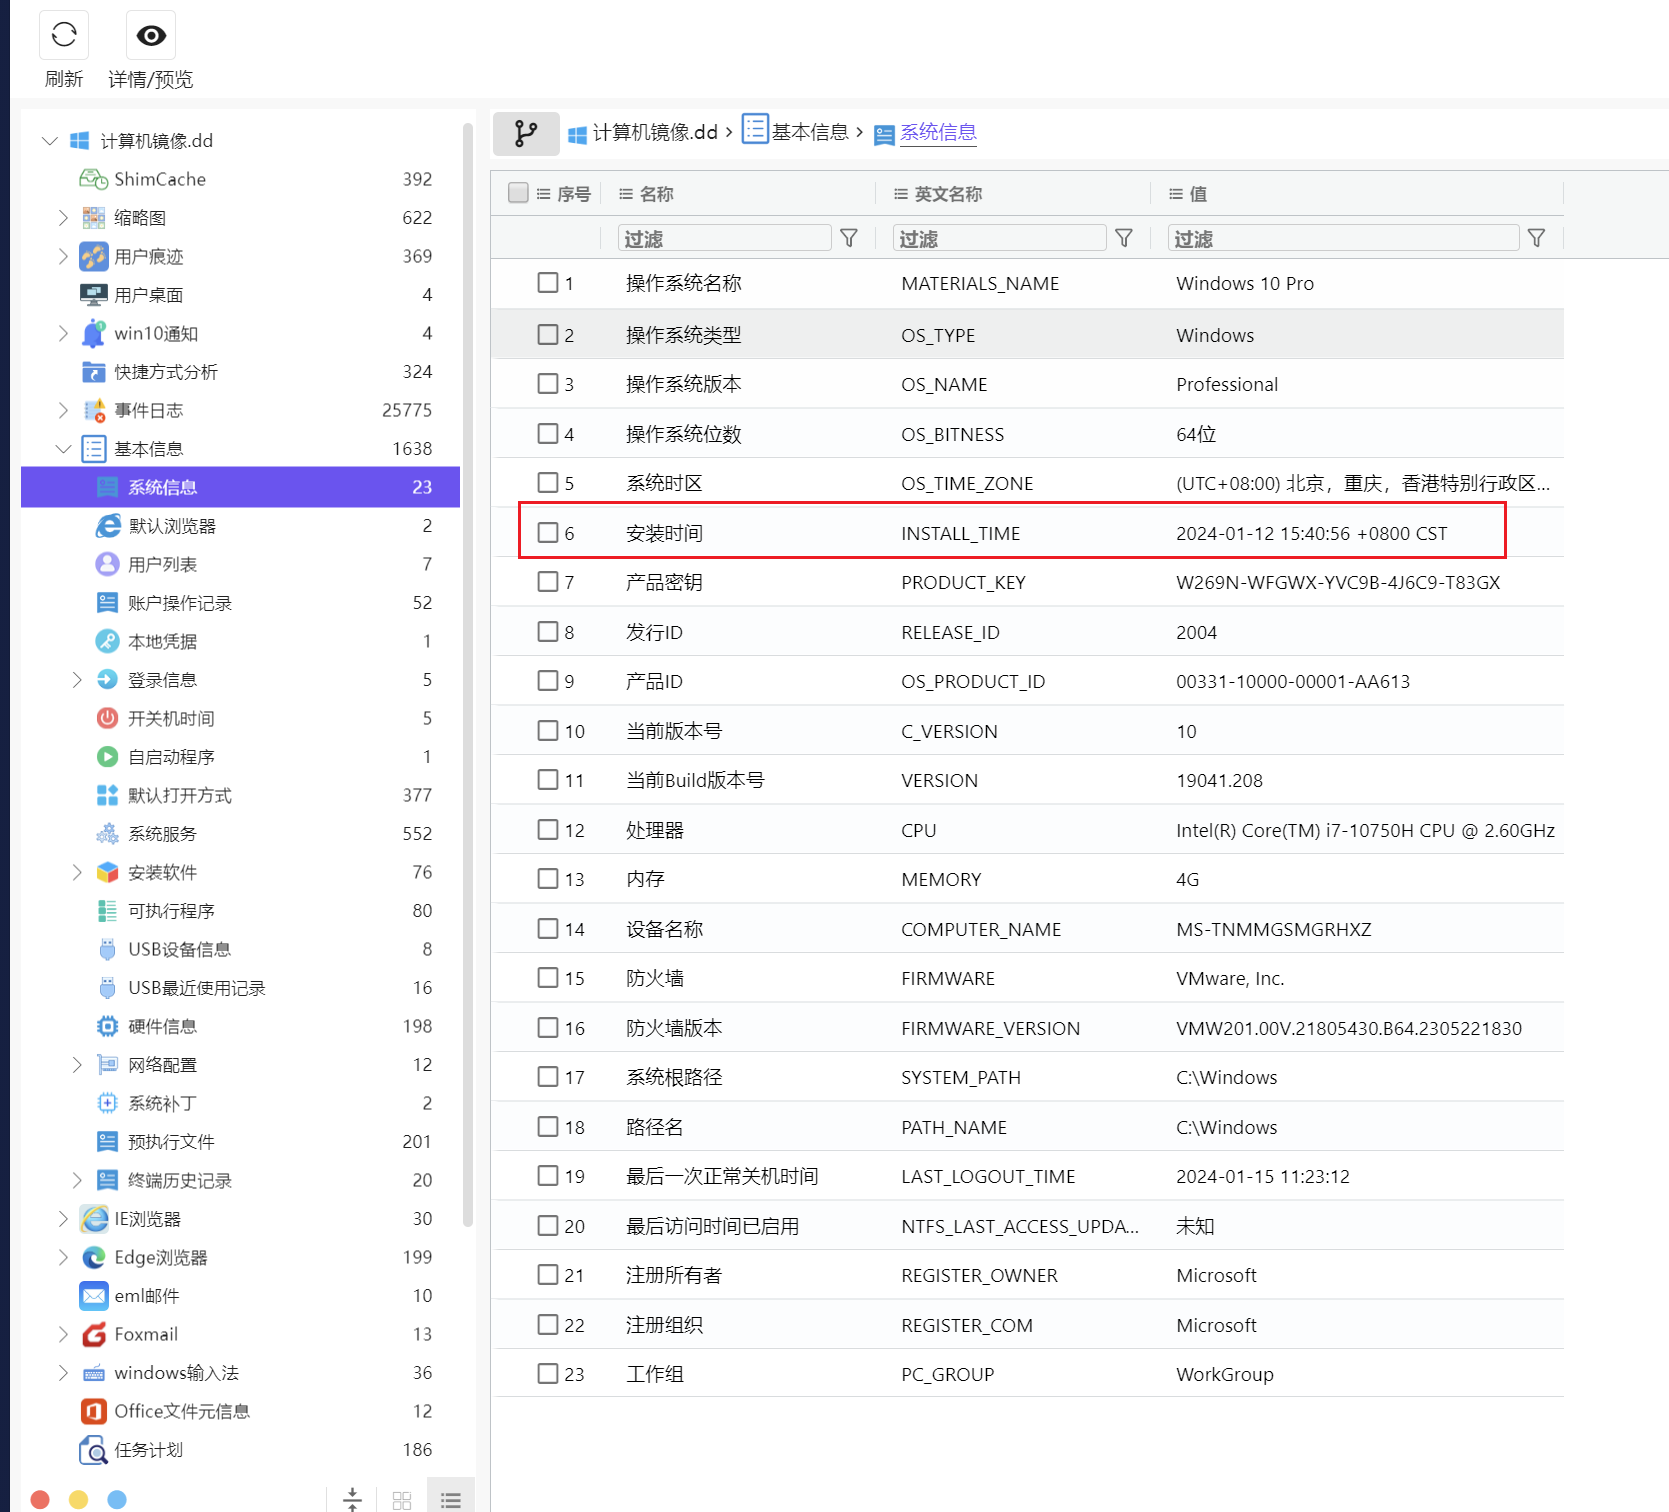 刷新 详情/预览
计算机镜像.dd
ShimCache 392
缩略图 622
用户痕迹 369
用户桌面 4
win10通知 4
快捷方式分析 324
事件日志 25775
基本信息 1638
系统信息 23
默认浏览器 2
用户列表 7
账户操作记录 52
本地凭据 1
登录信息 5
开关机时间 5
自启动程序 1
默认打开方式 377
系统服务 552
安装软件 76
可执行程序 80
USB设备信息 8
USB最近使用记录 16
硬件信息 198
网络配置 12
系统补丁 2
预执行文件 201
终端历史记录 20
IE浏览器 30
Edge浏览器 199
eml邮件 10
Foxmail 13
windows输入法 36
Office文件元信息 12
任务计划 186
计算机镜像.dd › 基本信息 › 系统信息
序号 名称 英文名称 值
过滤 过滤 过滤
1 操作系统名称 MATERIALS_NAME Windows 10 Pro
2 操作系统类型 OS_TYPE Windows
3 操作系统版本 OS_NAME Professional
4 操作系统位数 OS_BITNESS 64位
5 系统时区 OS_TIME_ZONE (UTC+08:00) 北京，重庆，香港特别行政区...
6 安装时间 INSTALL_TIME 2024-01-12 15:40:56 +0800 CST
7 产品密钥 PRODUCT_KEY W269N-WFGWX-YVC9B-4J6C9-T83GX
8 发行ID RELEASE_ID 2004
9 产品ID OS_PRODUCT_ID 00331-10000-00001-AA613
10 当前版本号 C_VERSION 10
11 当前Build版本号 VERSION 19041.208
12 处理器 CPU Intel(R) Core(TM) i7-10750H CPU @ 2.60GHz
13 内存 MEMORY 4G
14 设备名称 COMPUTER_NAME MS-TNMMGSMGRHXZ
15 防火墙 FIRMWARE VMware, Inc.
16 防火墙版本 FIRMWARE_VERSION VMW201.00V.21805430.B64.2305221830
17 系统根路径 SYSTEM_PATH C:\Windows
18 路径名 PATH_NAME C:\Windows
19 最后一次正常关机时间 LAST_LOGOUT_TIME 2024-01-15 11:23:12
20 最后访问时间已启用 NTFS_LAST_ACCESS_UPDA... 未知
21 注册所有者 REGISTER_OWNER Microsoft
22 注册组织 REGISTER_COM Microsoft
23 工作组 PC_GROUP WorkGroup